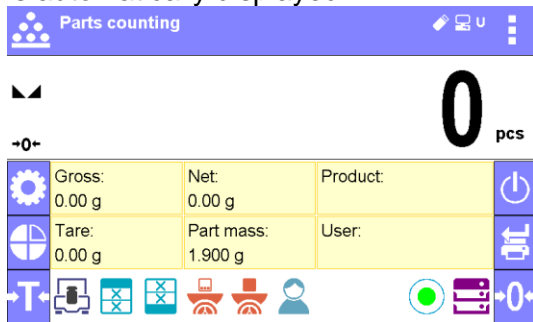 Parts counting
U
0 pcs
→0←
Gross: Net: Product:
0.00 g 0.00 g
Tare: Part mass: User:
0.00 g 1.900 g
→T← →0←